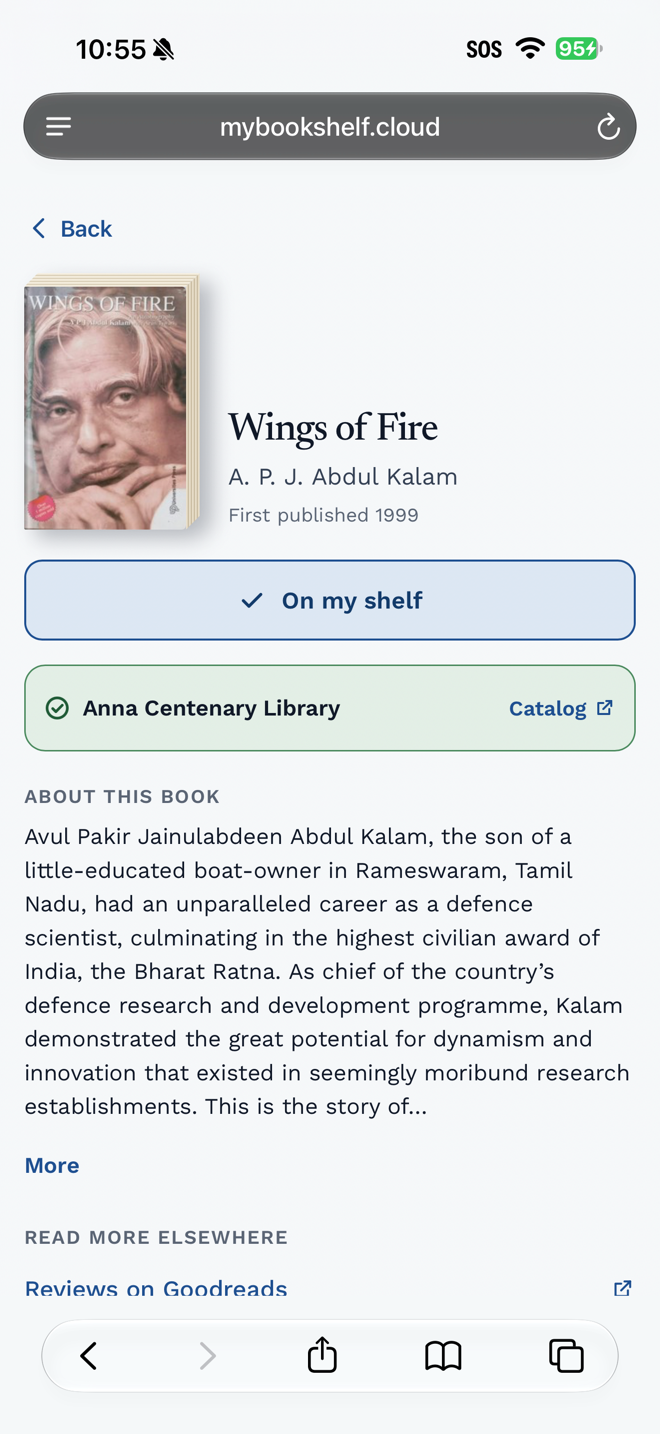 10:55
SOS
95
mybookshelf.cloud
Back
WINGS OF FIRE
Wings of Fire
A. P. J. Abdul Kalam
First published 1999
On my shelf
Anna Centenary Library
Catalog
ABOUT THIS BOOK
Avul Pakir Jainulabdeen Abdul Kalam, the son of a
little-educated boat-owner in Rameswaram, Tamil
Nadu, had an unparalleled career as a defence
scientist, culminating in the highest civilian award of
India, the Bharat Ratna. As chief of the country’s
defence research and development programme, Kalam
demonstrated the great potential for dynamism and
innovation that existed in seemingly moribund research
establishments. This is the story of...
More
READ MORE ELSEWHERE
Reviews on Goodreads